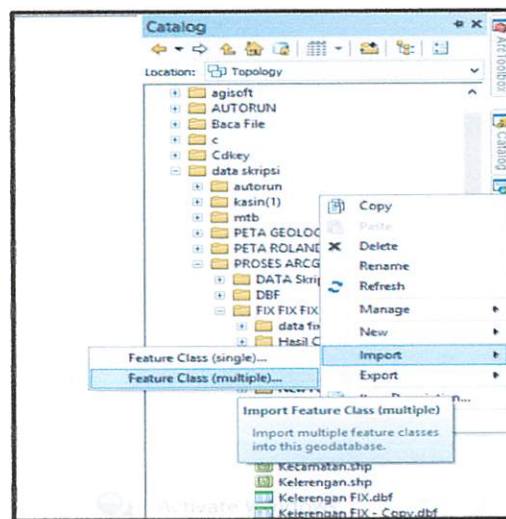 Catalog
Location: Topology
agisoft
AUTORUN
Baca File
c
Cdkey
data skripsi
autorun
kasin(1)
mtb
PETA GEOLOG
PETA ROLAND
PROSES ARCG
DATA Skrip
DBF
FIX FIX FIX
data fix
Hasil C
Copy
Paste
Delete
Rename
Refresh
Manage
New
Import
Export
Feature Class (single)...
Feature Class (multiple)...
Import Feature Class (multiple)
Import multiple feature classes
into this geodatabase.
Kecamatan.shp
Kelerengan.shp
Kelerengan FIX.dbf
Kelerengan FIX - Copy.dbf
ArcToolbox
Catalog